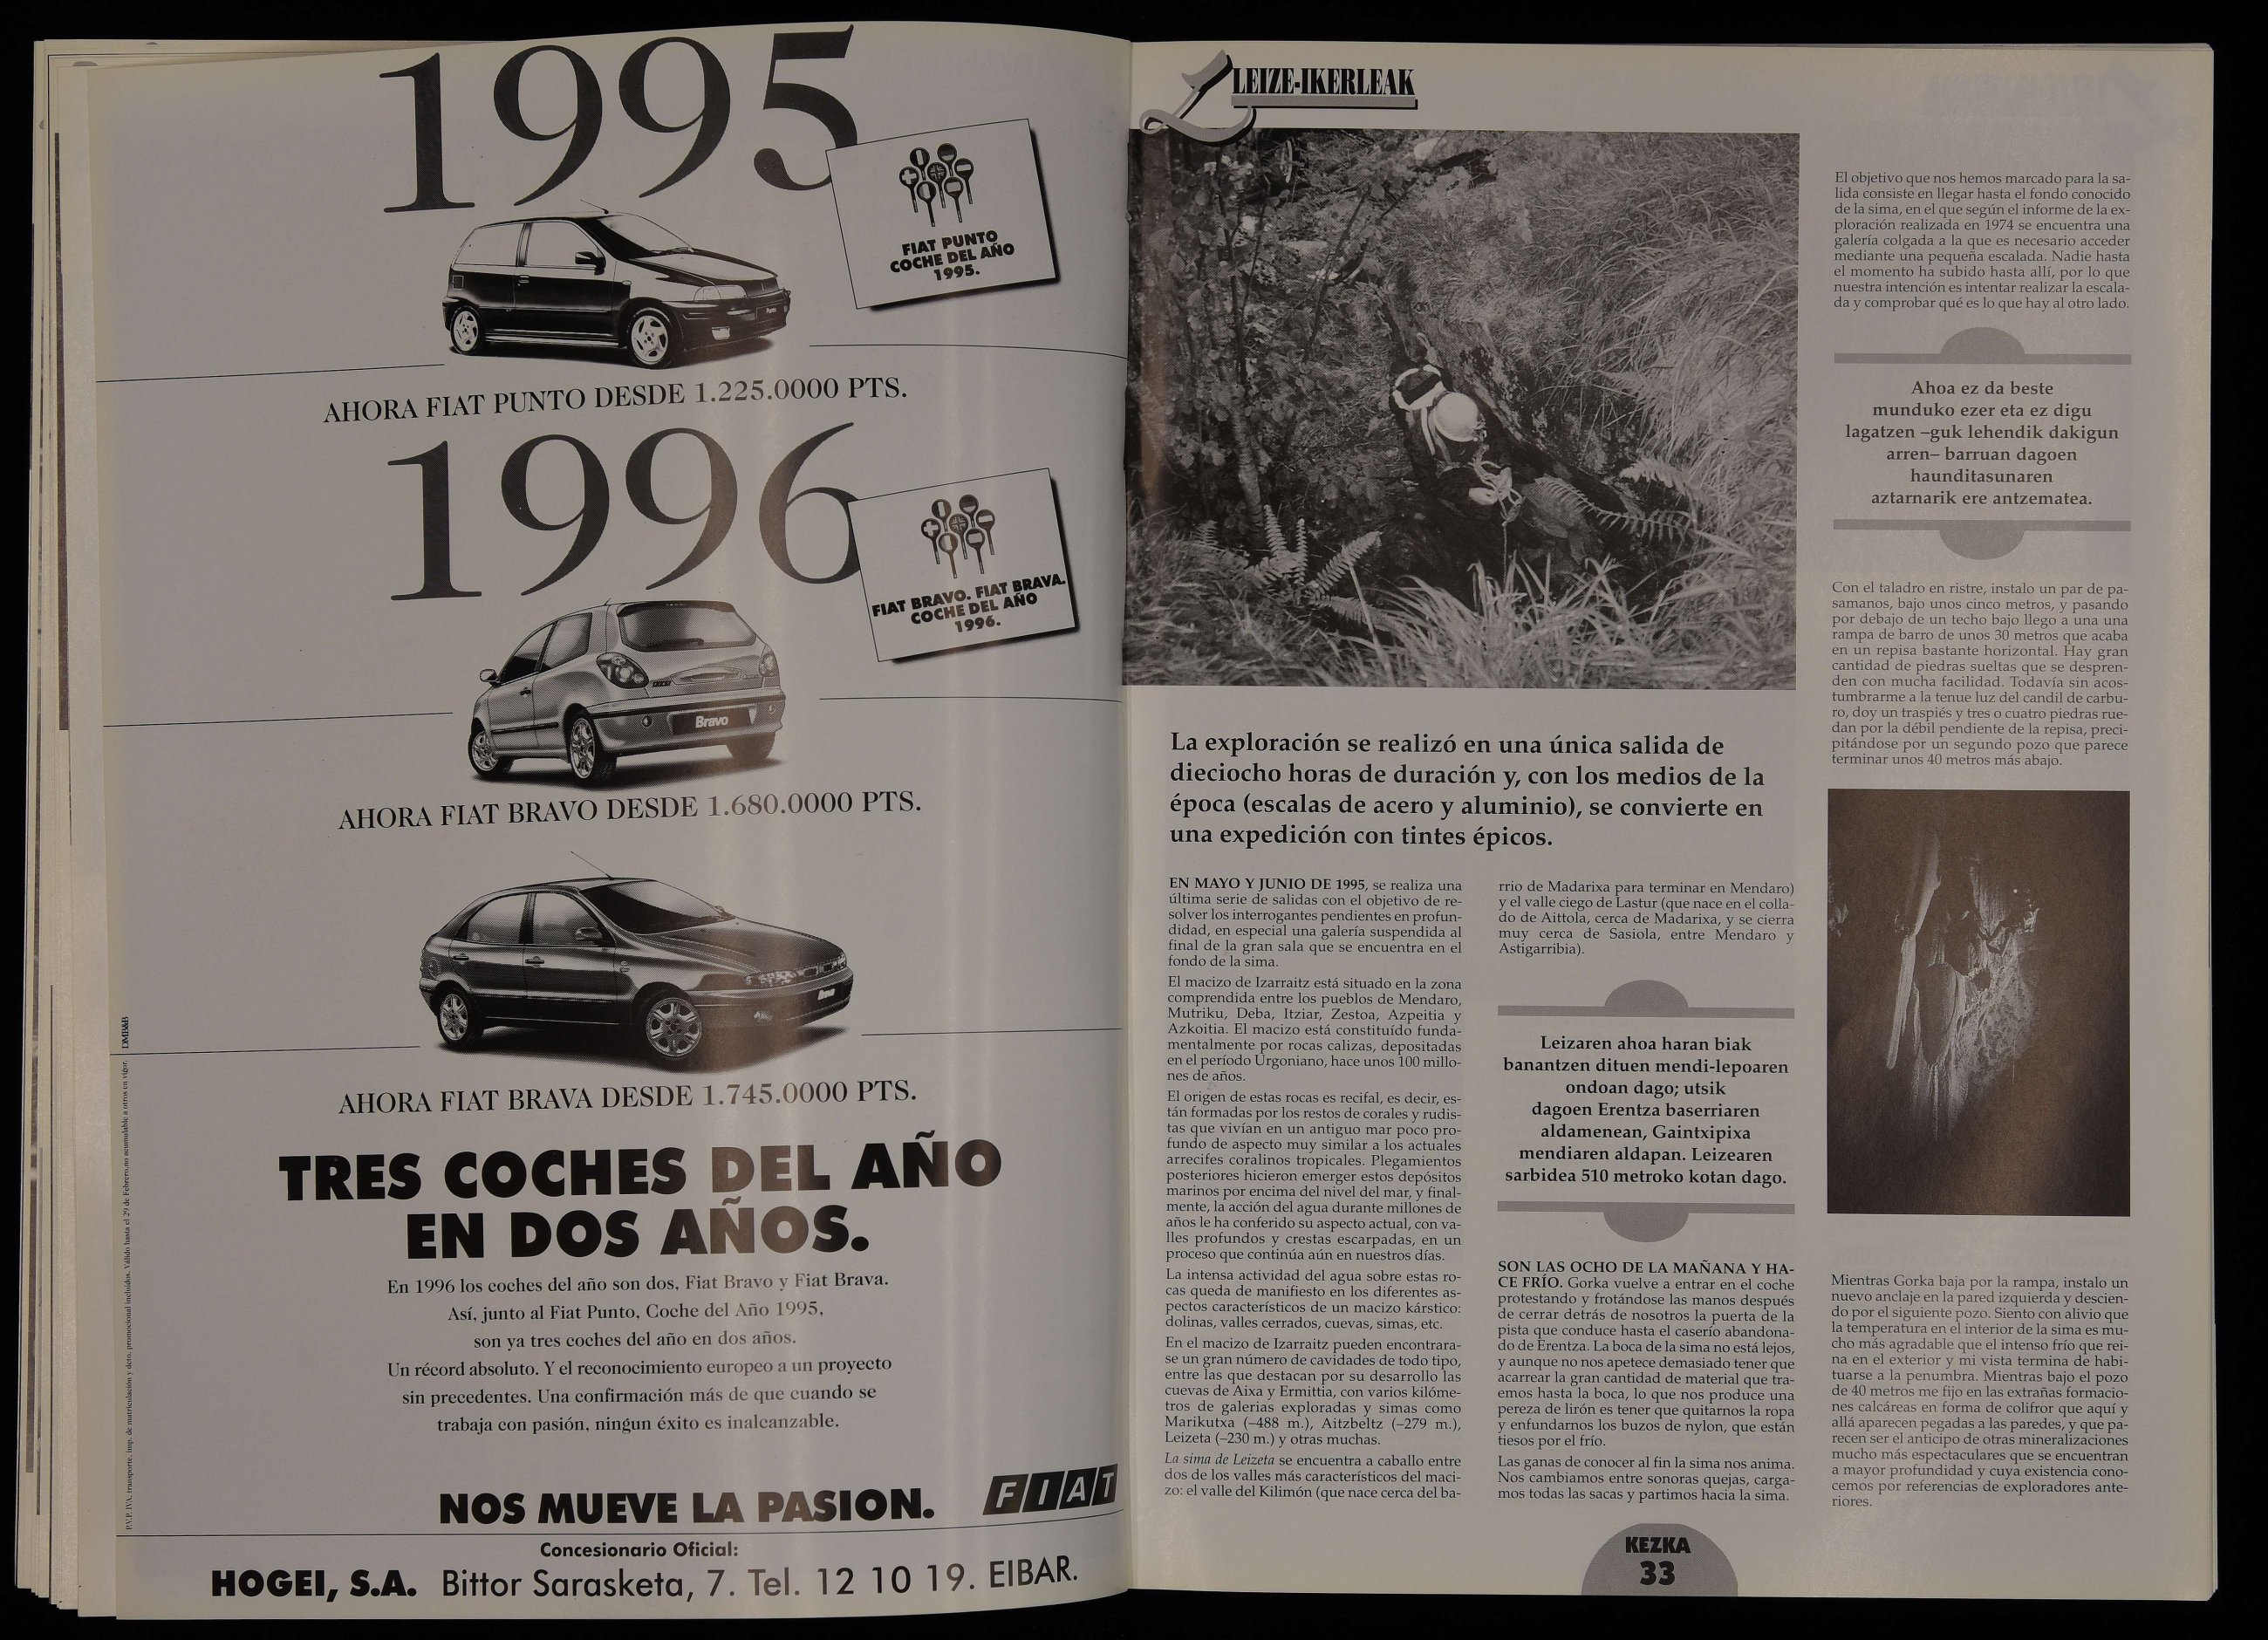 1995
FIAT PUNTO
COCHE DEL AÑO
1995.
Punto
AHORA FIAT PUNTO DESDE 1.225.0000 PTS.
1996
FIAT BRAVO. FIAT BRAVA.
COCHE DEL AÑO
1996.
Bravo
AHORA FIAT BRAVO DESDE 1.680.0000 PTS.
Brava
AHORA FIAT BRAVA DESDE 1.745.0000 PTS.
TRES COCHES DEL AÑO
EN DOS AÑOS.
En 1996 los coches del año son dos, Fiat Bravo y Fiat Brava.
Así, junto al Fiat Punto, Coche del Año 1995,
son ya tres coches del año en dos años.
Un récord absoluto. Y el reconocimiento europeo a un proyecto
sin precedentes. Una confirmación más de que cuando se
trabaja con pasión, ningun éxito es inalcanzable.
NOS MUEVE LA PASION.
FIAT
P.V.P. IVA, transporte, imp. de matriculación y dcto. promocional incluidos. Válido hasta el 29 de Febrero, no acumulable a otros en vigor.
DMB&B
Concesionario Oficial:
HOGEI, S.A. Bittor Sarasketa, 7. Tel. 12 10 19. EIBAR.
LEIZE-IKERLEAK
La exploración se realizó en una única salida de
dieciocho horas de duración y, con los medios de la
época (escalas de acero y aluminio), se convierte en
una expedición con tintes épicos.
EN MAYO Y JUNIO DE 1995, se realiza una
última serie de salidas con el objetivo de re-
solver los interrogantes pendientes en profun-
didad, en especial una galería suspendida al
final de la gran sala que se encuentra en el
fondo de la sima.
El macizo de Izarraitz está situado en la zona
comprendida entre los pueblos de Mendaro,
Mutriku, Deba, Itziar, Zestoa, Azpeitia y
Azkoitia. El macizo está constituído funda-
mentalmente por rocas calizas, depositadas
en el período Urgoniano, hace unos 100 millo-
nes de años.
El origen de estas rocas es recifal, es decir, es-
tán formadas por los restos de corales y rudis-
tas que vivían en un antiguo mar poco pro-
fundo de aspecto muy similar a los actuales
arrecifes coralinos tropicales. Plegamientos
posteriores hicieron emerger estos depósitos
marinos por encima del nivel del mar, y final-
mente, la acción del agua durante millones de
años le ha conferido su aspecto actual, con va-
lles profundos y crestas escarpadas, en un
proceso que continúa aún en nuestros días.
La intensa actividad del agua sobre estas ro-
cas queda de manifiesto en los diferentes as-
pectos característicos de un macizo kárstico:
dolinas, valles cerrados, cuevas, simas, etc.
En el macizo de Izarraitz pueden encontrara-
se un gran número de cavidades de todo tipo,
entre las que destacan por su desarrollo las
cuevas de Aixa y Ermittia, con varios kilóme-
tros de galerias exploradas y simas como
Marikutxa (–488 m.), Aitzbeltz (–279 m.),
Leizeta (–230 m.) y otras muchas.
La sima de Leizeta se encuentra a caballo entre
dos de los valles más característicos del maci-
zo: el valle del Kilimón (que nace cerca del ba-
rrio de Madarixa para terminar en Mendaro)
y el valle ciego de Lastur (que nace en el colla-
do de Aittola, cerca de Madarixa, y se cierra
muy cerca de Sasiola, entre Mendaro y
Astigarribia).
Leizaren ahoa haran biak
banantzen dituen mendi-lepoaren
ondoan dago; utsik
dagoen Erentza baserriaren
aldamenean, Gaintxipixa
mendiaren aldapan. Leizearen
sarbidea 510 metroko kotan dago.
SON LAS OCHO DE LA MAÑANA Y HA-
CE FRÍO. Gorka vuelve a entrar en el coche
protestando y frotándose las manos después
de cerrar detrás de nosotros la puerta de la
pista que conduce hasta el caserío abandona-
do de Erentza. La boca de la sima no está lejos,
y aunque no nos apetece demasiado tener que
acarrear la gran cantidad de material que tra-
emos hasta la boca, lo que nos produce una
pereza de lirón es tener que quitarnos la ropa
y enfundarnos los buzos de nylon, que están
tiesos por el frío.
Las ganas de conocer al fin la sima nos anima.
Nos cambiamos entre sonoras quejas, carga-
mos todas las sacas y partimos hacia la sima.
El objetivo que nos hemos marcado para la sa-
lida consiste en llegar hasta el fondo conocido
de la sima, en el que según el informe de la ex-
ploración realizada en 1974 se encuentra una
galería colgada a la que es necesario acceder
mediante una pequeña escalada. Nadie hasta
el momento ha subido hasta allí, por lo que
nuestra intención es intentar realizar la escala-
da y comprobar qué es lo que hay al otro lado.
Ahoa ez da beste
munduko ezer eta ez digu
lagatzen –guk lehendik dakigun
arren– barruan dagoen
haunditasunaren
aztarnarik ere antzematea.
Con el taladro en ristre, instalo un par de pa-
samanos, bajo unos cinco metros, y pasando
por debajo de un techo bajo llego a una una
rampa de barro de unos 30 metros que acaba
en un repisa bastante horizontal. Hay gran
cantidad de piedras sueltas que se despren-
den con mucha facilidad. Todavía sin acos-
tumbrarme a la tenue luz del candil de carbu-
ro, doy un traspiés y tres o cuatro piedras rue-
dan por la débil pendiente de la repisa, preci-
pitándose por un segundo pozo que parece
terminar unos 40 metros más abajo.
Mientras Gorka baja por la rampa, instalo un
nuevo anclaje en la pared izquierda y descien-
do por el siguiente pozo. Siento con alivio que
la temperatura en el interior de la sima es mu-
cho más agradable que el intenso frío que rei-
na en el exterior y mi vista termina de habi-
tuarse a la penumbra. Mientras bajo el pozo
de 40 metros me fijo en las extrañas formacio-
nes calcáreas en forma de colifror que aquí y
allá aparecen pegadas a las paredes, y que pa-
recen ser el anticipo de otras mineralizaciones
mucho más espectaculares que se encuentran
a mayor profundidad y cuya existencia cono-
cemos por referencias de exploradores ante-
riores.
KEZKA
33